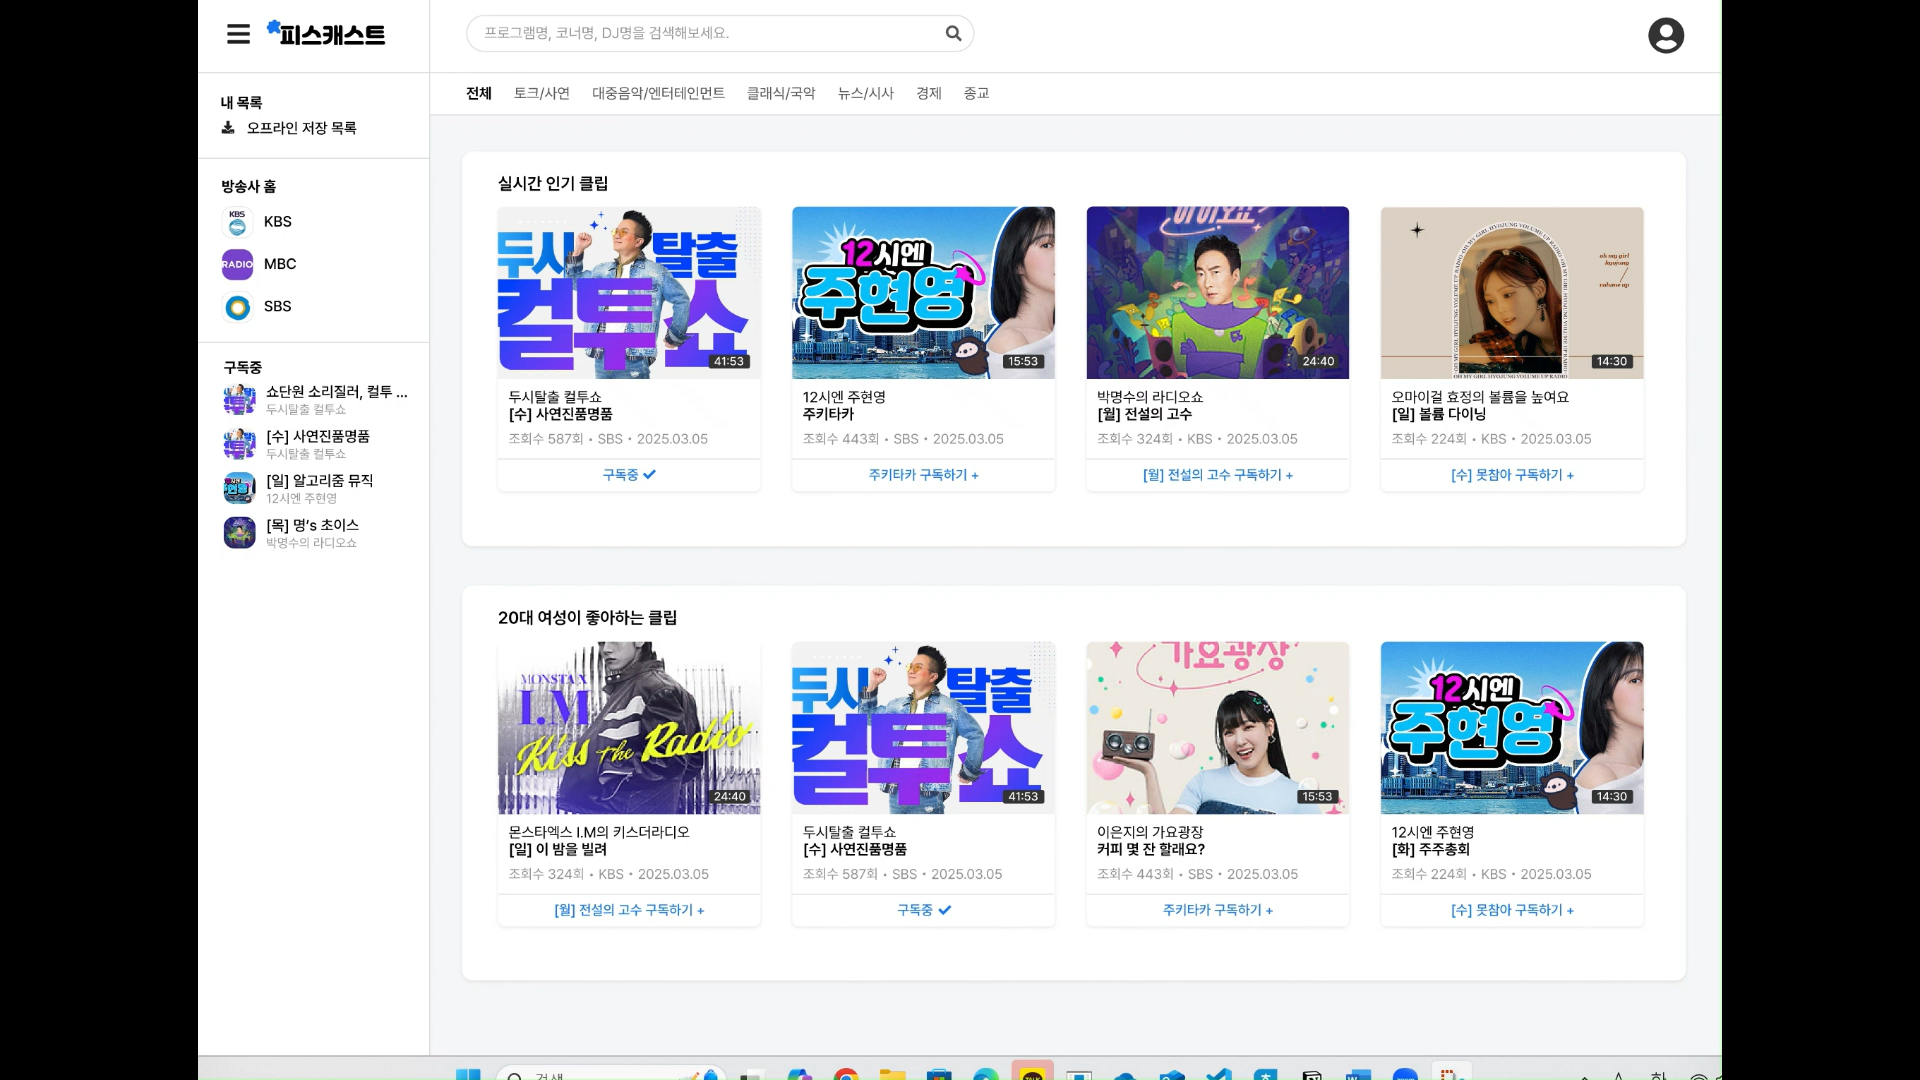 피스캐스트
프로그램명, 코너명, DJ명을 검색해보세요.
내 목록
오프라인 저장 목록
방송사 홈
KBS
KBS
RADIO
MBC
SBS
구독중
쇼단원 소리질러, 컬투 ...
두시탈출 컬투쇼
[수] 사연진품명품
두시탈출 컬투쇼
[일] 알고리줌 뮤직
12시엔 주현영
[목] 명's 초이스
박명수의 라디오쇼
전체 토크/사연 대중음악/엔터테인먼트 클래식/국악 뉴스/시사 경제 종교
실시간 인기 클립
두시탈출
컬투쇼
41:53
두시탈출 컬투쇼
[수] 사연진품명품
조회수 587회 • SBS • 2025.03.05
구독중
12시엔
주현영
15:53
12시엔 주현영
주키타카
조회수 443회 • SBS • 2025.03.05
주키타카 구독하기 +
24:40
박명수의 라디오쇼
[월] 전설의 고수
조회수 324회 • KBS • 2025.03.05
[월] 전설의 고수 구독하기 +
oh my girl
hyojung
volume up
OH MY GIRL HYOJUNG VOLUME UP RADIO
14:30
오마이걸 효정의 볼륨을 높여요
[일] 볼륨 다이닝
조회수 224회 • KBS • 2025.03.05
[수] 못참아 구독하기 +
20대 여성이 좋아하는 클립
MONSTA X
I.M
Kiss The Radio
24:40
몬스타엑스 I.M의 키스더라디오
[일] 이 밤을 빌려
조회수 324회 • KBS • 2025.03.05
[월] 전설의 고수 구독하기 +
두시탈출
컬투쇼
41:53
두시탈출 컬투쇼
[수] 사연진품명품
조회수 587회 • SBS • 2025.03.05
구독중
가요광장
15:53
이은지의 가요광장
커피 몇 잔 할래요?
조회수 443회 • SBS • 2025.03.05
주키타카 구독하기 +
12시엔
주현영
14:30
12시엔 주현영
[화] 주주총회
조회수 224회 • KBS • 2025.03.05
[수] 못참아 구독하기 +
검색